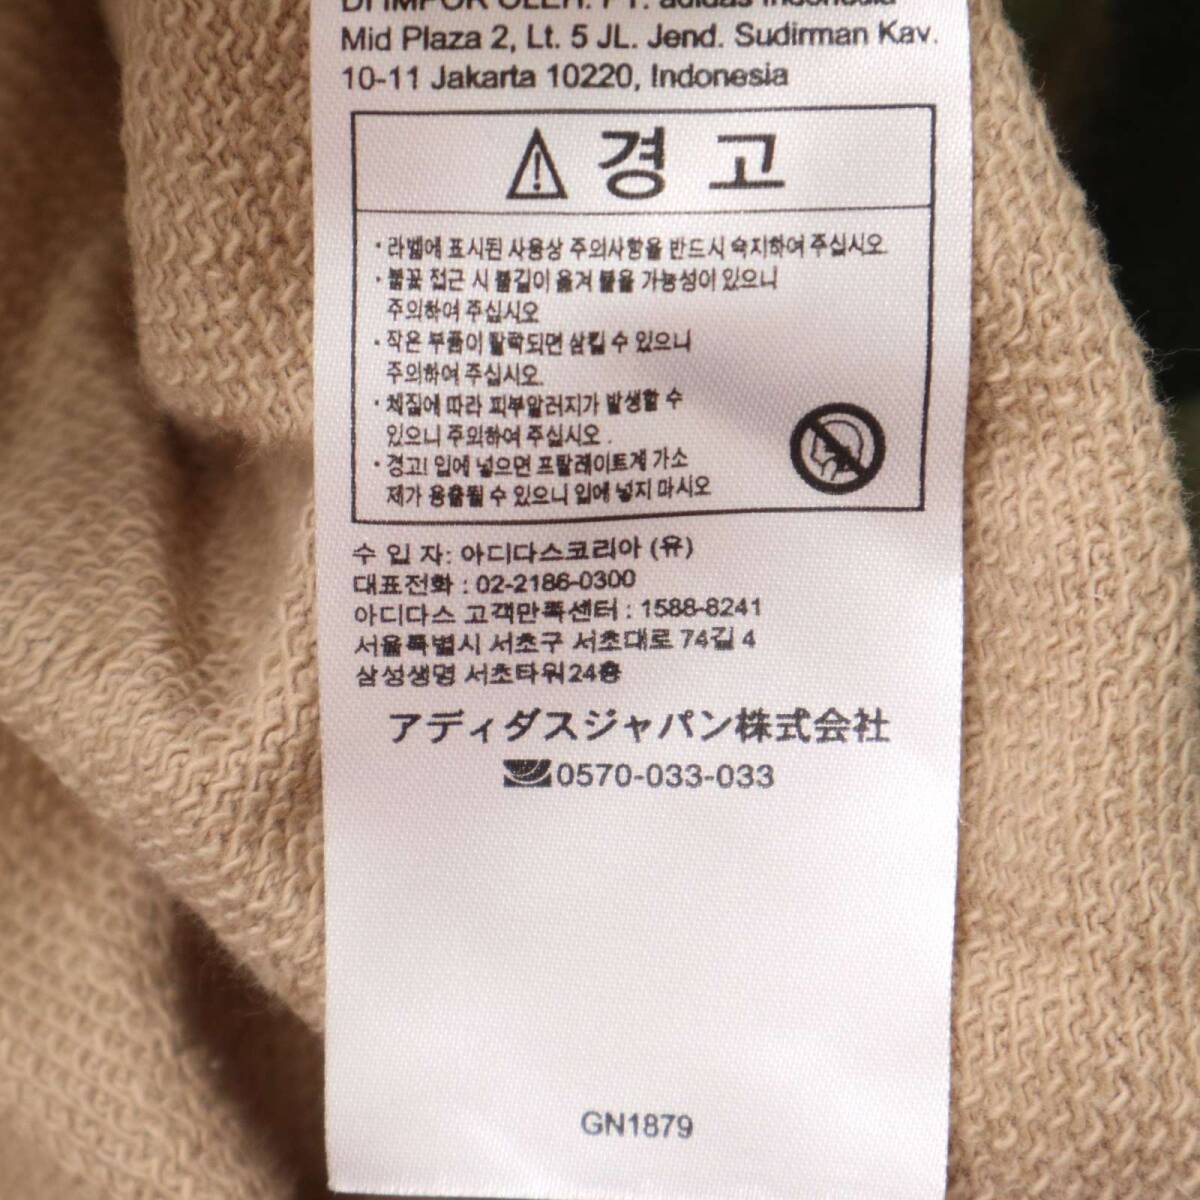 DI IMPOR OLEH: PT. adidas Indonesia
Mid Plaza 2, Lt. 5 JL. Jend. Sudirman Kav.
10-11 Jakarta 10220, Indonesia
경고
· 라벨에 표시된 사용상 주의사항을 반드시 숙지하여 주십시오.
· 불꽃 접근 시 불길이 옮겨 붙을 가능성이 있으니
주의하여 주십시오
· 작은 부품이 탈락되면 삼킬 수 있으니
주의하여 주십시오.
· 체질에 따라 피부알러지가 발생할 수
있으니 주의하여 주십시오 .
· 경고! 입에 넣으면 프탈레이트계 가소
제가 용출될 수 있으니 입에 넣지 마시오
수 입 자: 아디다스코리아 (유)
대표전화 : 02-2186-0300
아디다스 고객만족센터 : 1588-8241
서울특별시 서초구 서초대로 74길 4
삼성생명 서초타워24층
アディダスジャパン株式会社
0570-033-033
GN1879